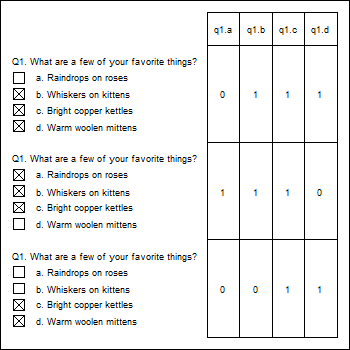 q1.a q1.b q1.c q1.d
Q1. What are a few of your favorite things?
a. Raindrops on roses
b. Whiskers on kittens
c. Bright copper kettles
d. Warm woolen mittens
0 1 1 1
Q1. What are a few of your favorite things?
a. Raindrops on roses
b. Whiskers on kittens
c. Bright copper kettles
d. Warm woolen mittens
1 1 1 0
Q1. What are a few of your favorite things?
a. Raindrops on roses
b. Whiskers on kittens
c. Bright copper kettles
d. Warm woolen mittens
0 0 1 1